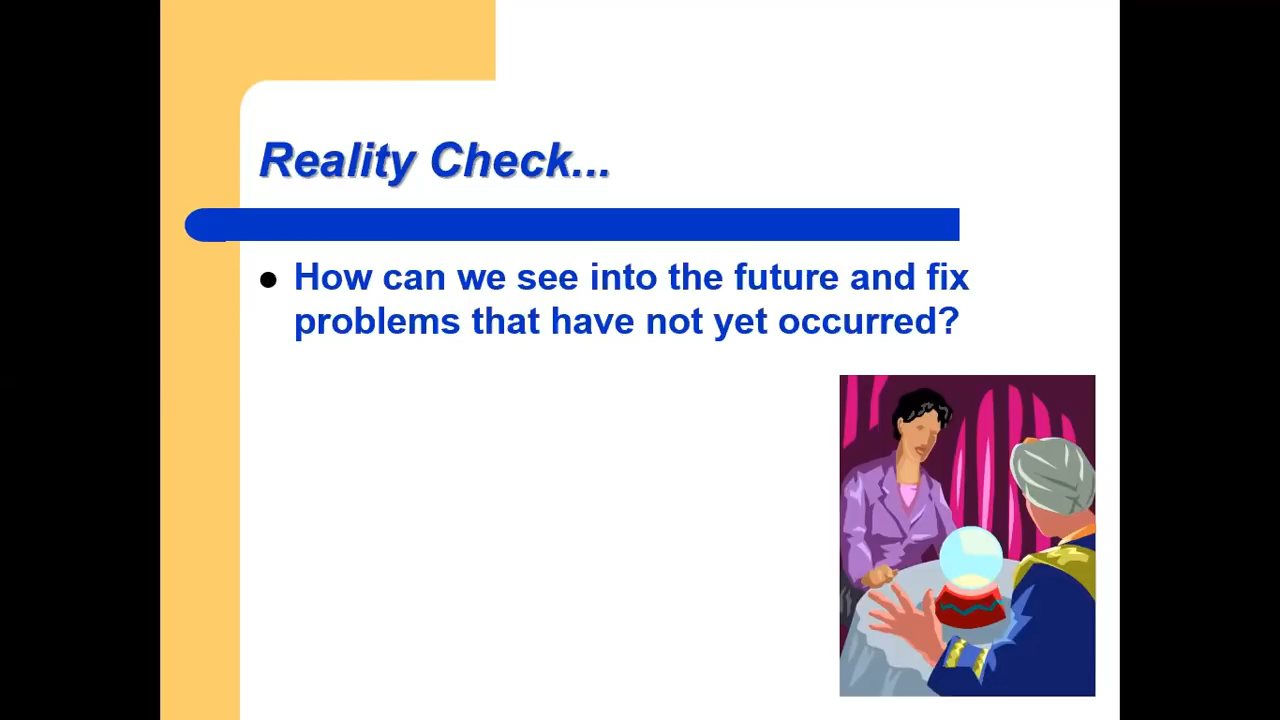 Reality Check...
How can we see into the future and fix
problems that have not yet occurred?